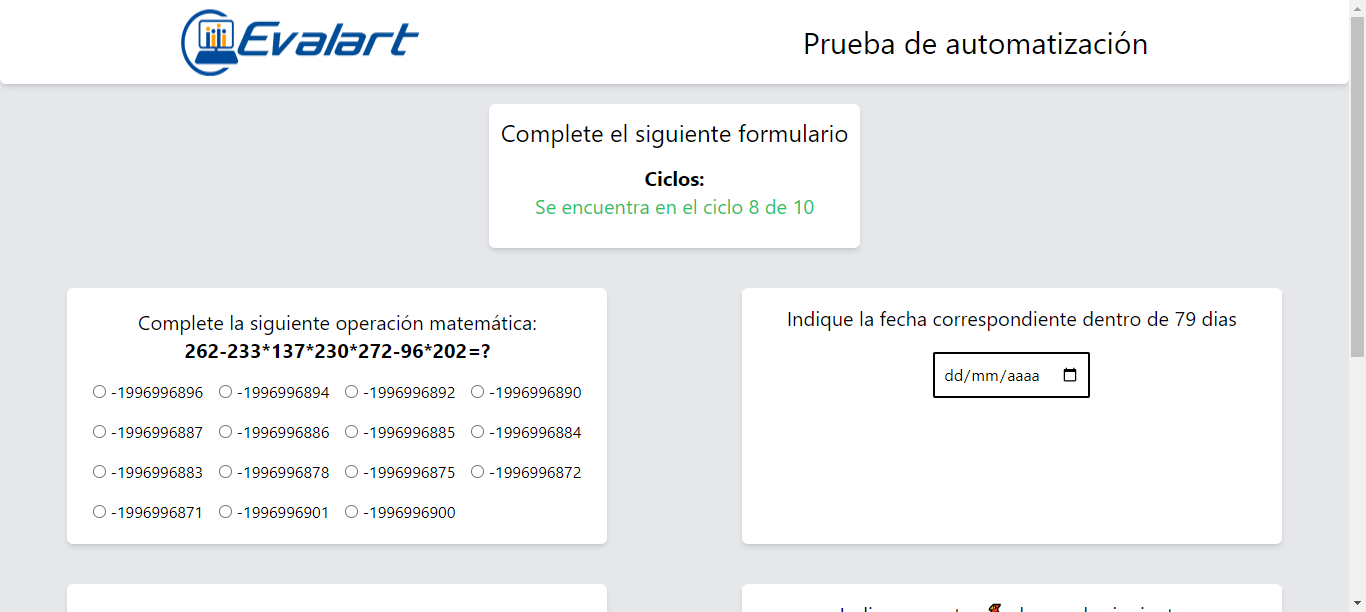 Evalart
Prueba de automatización
Complete el siguiente formulario
Ciclos:
Se encuentra en el ciclo 8 de 10
Complete la siguiente operación matemática:
262-233*137*230*272-96*202=?
-1996996896 -1996996894 -1996996892 -1996996890
-1996996887 -1996996886 -1996996885 -1996996884
-1996996883 -1996996878 -1996996875 -1996996872
-1996996871 -1996996901 -1996996900
Indique la fecha correspondiente dentro de 79 dias
dd/mm/aaaa